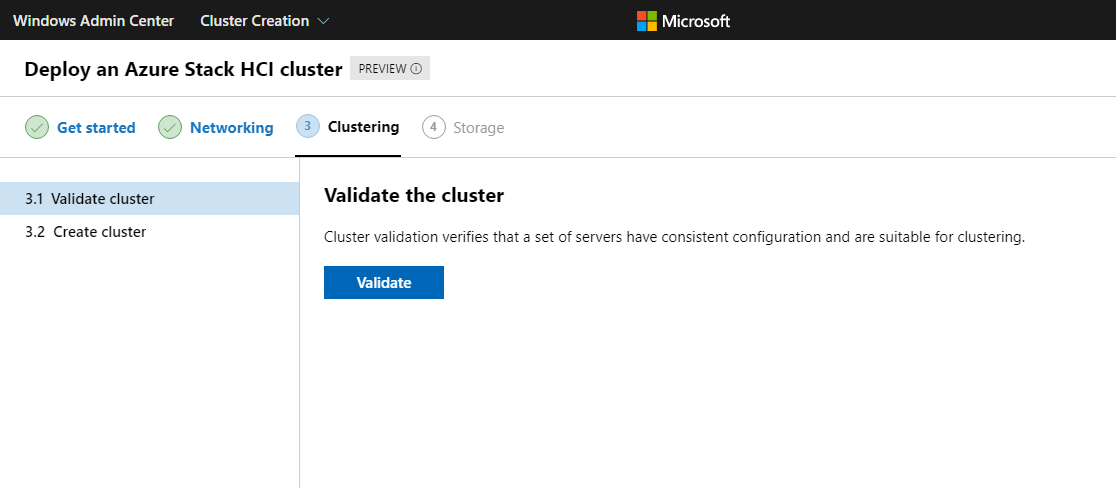 Windows Admin Center Cluster Creation Microsoft
Deploy an Azure Stack HCI cluster PREVIEW
Get started Networking 3 Clustering 4 Storage
3.1 Validate cluster
3.2 Create cluster
Validate the cluster
Cluster validation verifies that a set of servers have consistent configuration and are suitable for clustering.
Validate